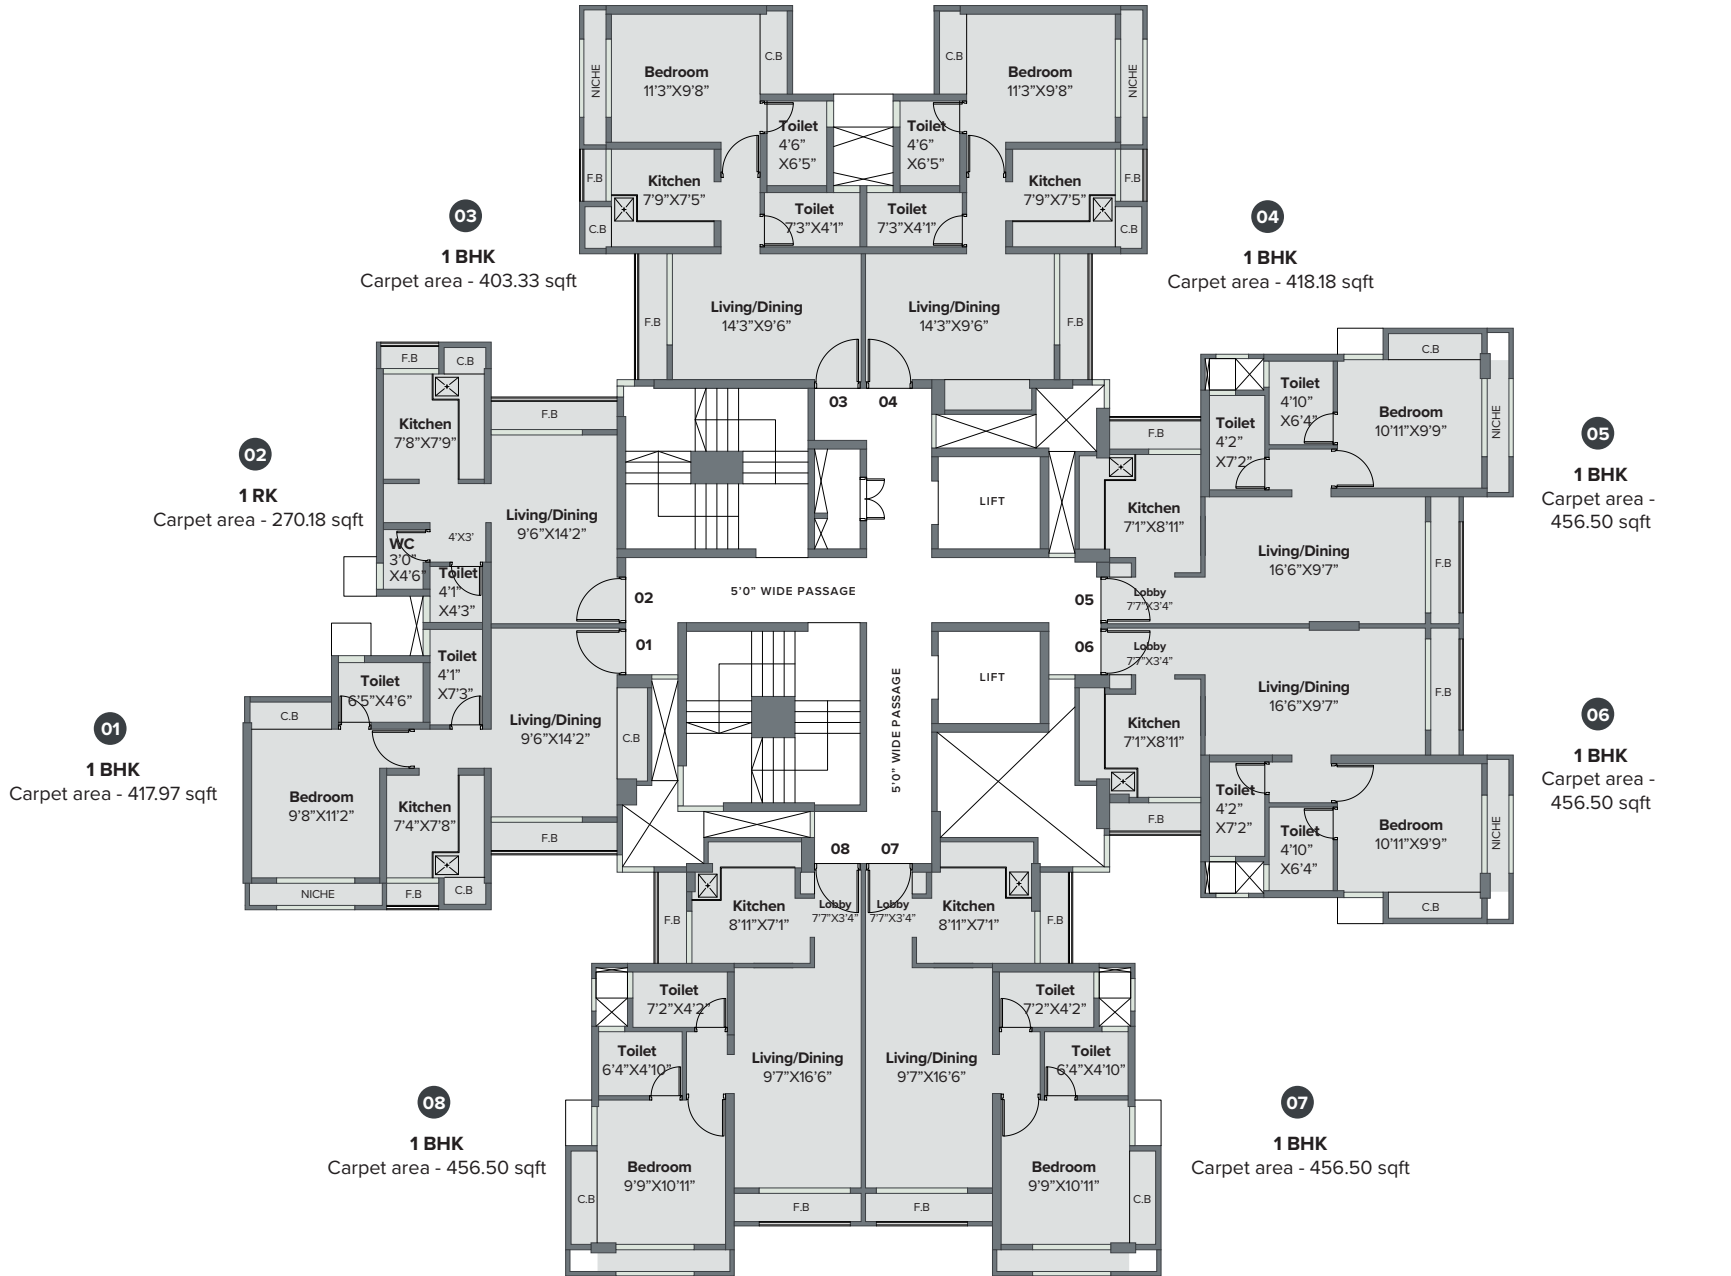 Bedroom
11'3"X9'8"
C.B
NICHE
Toilet
4'6"
X6'5"
F.B
Kitchen
7'9"X7'5"
C.B
Toilet
7'3"X4'1"
Living/Dining
14'3"X9'6"
F.B
03
1 BHK
Carpet area - 403.33 sqft
C.B
Bedroom
11'3"X9'8"
NICHE
Toilet
4'6"
X6'5"
Kitchen
7'9"X7'5"
F.B
C.B
Toilet
7'3"X4'1"
Living/Dining
14'3"X9'6"
F.B
04
1 BHK
Carpet area - 418.18 sqft
03
04
F.B
C.B
Kitchen
7'8"X7'9"
F.B
Living/Dining
9'6"X14'2"
4'X3'
WC
3'0"
X4'6"
Toilet
4'1"
X4'3"
02
1 RK
Carpet area - 270.18 sqft
02
5'0" WIDE PASSAGE
LIFT
05
C.B
Toilet
4'10"
X6'4"
Bedroom
10'11"X9'9"
NICHE
Toilet
4'2"
X7'2"
F.B
Kitchen
7'1"X8'11"
Living/Dining
16'6"X9'7"
F.B
Lobby
7'7"X3'4"
05
1 BHK
Carpet area -
456.50 sqft
01
Toilet
4'1"
X7'3"
Toilet
6'5"X4'6"
C.B
Living/Dining
9'6"X14'2"
C.B
Bedroom
9'8"X11'2"
Kitchen
7'4"X7'8"
F.B
NICHE
F.B
C.B
01
1 BHK
Carpet area - 417.97 sqft
5'0" WIDE PASSAGE
LIFT
06
Lobby
7'7"X3'4"
Living/Dining
16'6"X9'7"
F.B
Kitchen
7'1"X8'11"
F.B
Toilet
4'2"
X7'2"
Toilet
4'10"
X6'4"
Bedroom
10'11"X9'9"
NICHE
C.B
06
1 BHK
Carpet area -
456.50 sqft
08
07
F.B
Kitchen
8'11"X7'1"
Lobby
7'7"X3'4"
Toilet
7'2"X4'2"
Toilet
6'4"X4'10"
Living/Dining
9'7"X16'6"
Bedroom
9'9"X10'11"
C.B
F.B
08
1 BHK
Carpet area - 456.50 sqft
Lobby
7'7"X3'4"
Kitchen
8'11"X7'1"
F.B
Toilet
7'2"X4'2"
Toilet
6'4"X4'10"
Living/Dining
9'7"X16'6"
Bedroom
9'9"X10'11"
C.B
F.B
07
1 BHK
Carpet area - 456.50 sqft